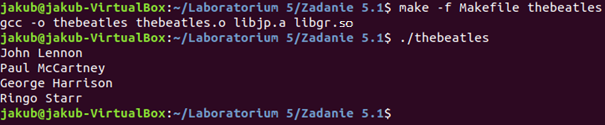 jakub@jakub-VirtualBox:~/Laboratorium 5/Zadanie 5.1$ make -f Makefile thebeatles
gcc -o thebeatles thebeatles.o libjp.a libgr.so
jakub@jakub-VirtualBox:~/Laboratorium 5/Zadanie 5.1$ ./thebeatles
John Lennon
Paul McCartney
George Harrison
Ringo Starr
jakub@jakub-VirtualBox:~/Laboratorium 5/Zadanie 5.1$